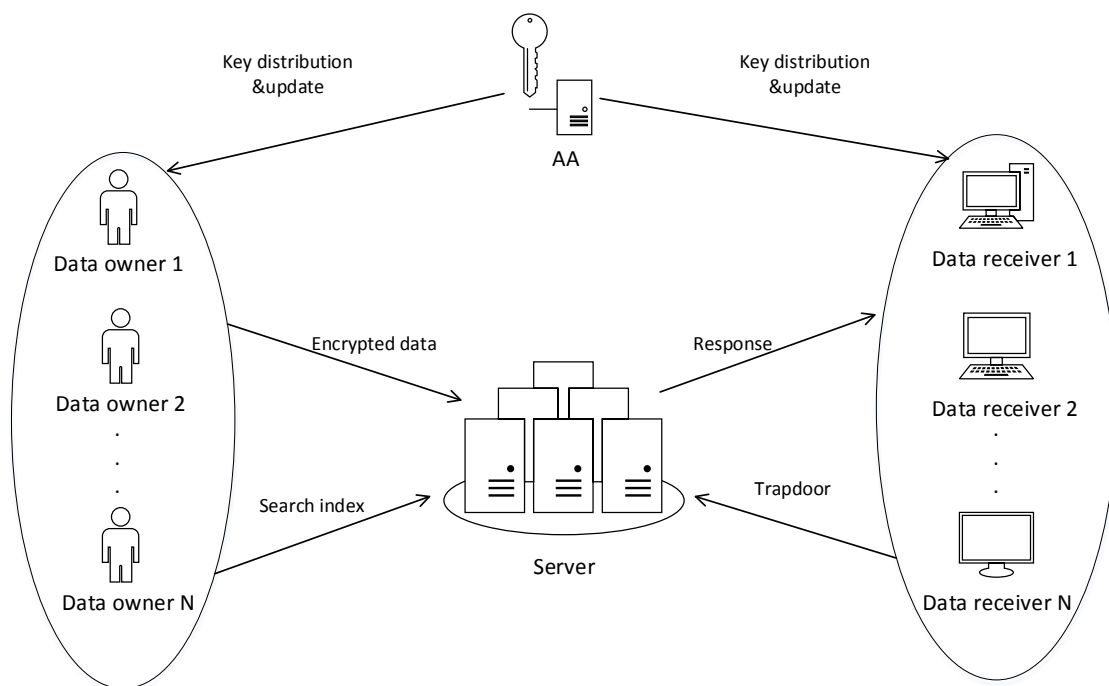 Key distribution
&update
Key distribution
&update
AA
Data owner 1
Data receiver 1
Encrypted data
Response
Data owner 2
Data receiver 2
.
.
.
.
.
.
Search index
Trapdoor
Server
Data owner N
Data receiver N